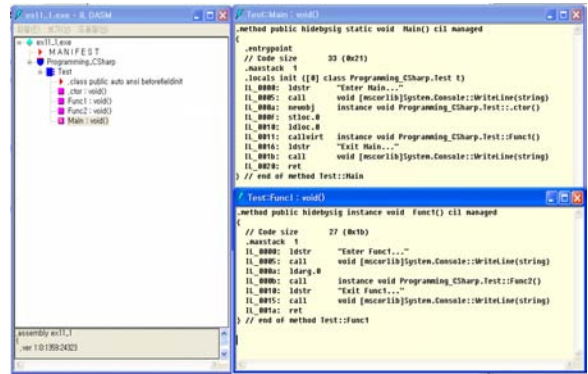 ex11_1.exe - IL DASM
파일(F) 보기(V) 도움말(H)
ex11_1.exe
MANIFEST
Programming_CSharp
Test
.class public auto ansi beforefieldinit
.ctor : void()
Func1 : void()
Func2 : void()
Main : void()
.assembly ex11_1
{
.ver 1:0:1359:24323
Test::Main : void()
.method public hidebysig static void Main() cil managed
{
.entrypoint
// Code size 33 (0x21)
.maxstack 1
.locals init ([0] class Programming_CSharp.Test t)
IL_0000: ldstr "Enter Main..."
IL_0005: call void [mscorlib]System.Console::WriteLine(string)
IL_000a: newobj instance void Programming_CSharp.Test::.ctor()
IL_000f: stloc.0
IL_0010: ldloc.0
IL_0011: callvirt instance void Programming_CSharp.Test::Func1()
IL_0016: ldstr "Exit Main..."
IL_001b: call void [mscorlib]System.Console::WriteLine(string)
IL_0020: ret
} // end of method Test::Main
Test::Func1 : void()
.method public hidebysig instance void Func1() cil managed
{
// Code size 27 (0x1b)
.maxstack 1
IL_0000: ldstr "Enter Func1..."
IL_0005: call void [mscorlib]System.Console::WriteLine(string)
IL_000a: ldarg.0
IL_000b: call instance void Programming_CSharp.Test::Func2()
IL_0010: ldstr "Exit Func1..."
IL_0015: call void [mscorlib]System.Console::WriteLine(string)
IL_001a: ret
} // end of method Test::Func1